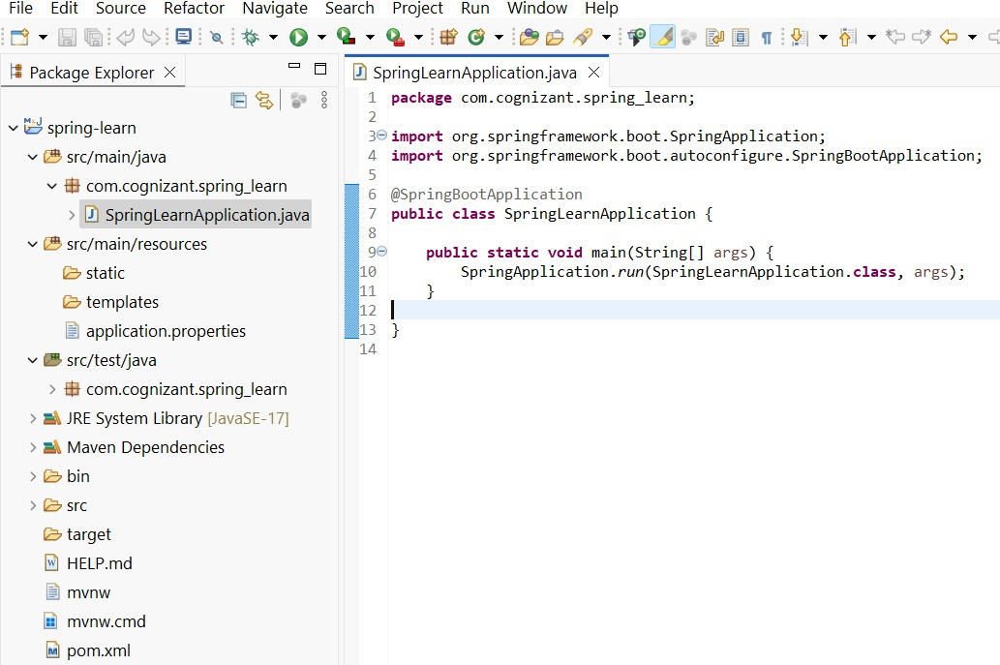 File Edit Source Refactor Navigate Search Project Run Window Help
Package Explorer
spring-learn
src/main/java
com.cognizant.spring_learn
SpringLearnApplication.java
src/main/resources
static
templates
application.properties
src/test/java
com.cognizant.spring_learn
JRE System Library [JavaSE-17]
Maven Dependencies
bin
src
target
HELP.md
mvnw
mvnw.cmd
pom.xml
SpringLearnApplication.java
1 package com.cognizant.spring_learn;
2
3 import org.springframework.boot.SpringApplication;
4 import org.springframework.boot.autoconfigure.SpringBootApplication;
5
6 @SpringBootApplication
7 public class SpringLearnApplication {
8
9 public static void main(String[] args) {
10 SpringApplication.run(SpringLearnApplication.class, args);
11 }
12
13 }
14